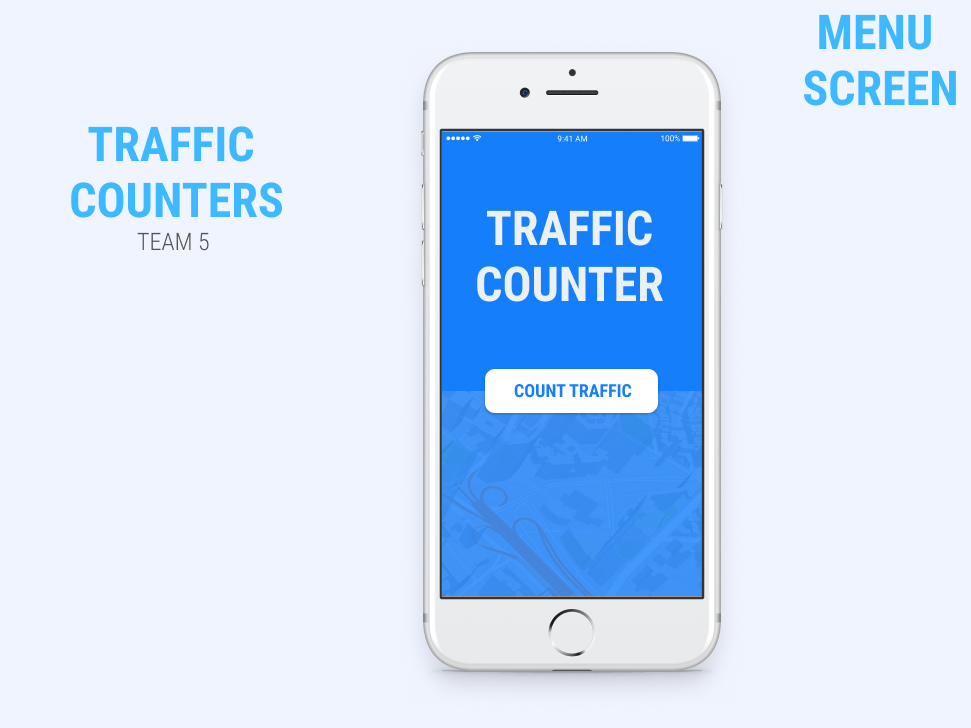 MENU
SCREEN
TRAFFIC
COUNTERS
TEAM 5
9:41 AM
100%
TRAFFIC
COUNTER
COUNT TRAFFIC